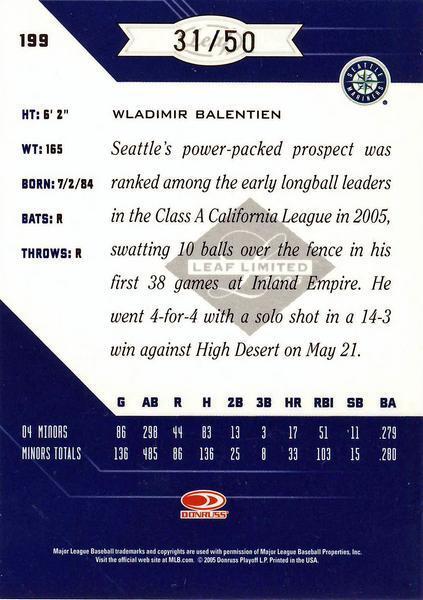 199
31/50
SEATTLE MARINERS
HT: 6' 2"
WT: 165
BORN: 7/2/84
BATS: R
THROWS: R
WLADIMIR BALENTIEN
Seattle's power-packed prospect was
ranked among the early longball leaders
in the Class A California League in 2005,
swatting 10 balls over the fence in his
first 38 games at Inland Empire. He
went 4-for-4 with a solo shot in a 14-3
win against High Desert on May 21.
LEAF LIMITED
G AB R H 2B 3B HR RBI SB BA
04 MINORS 86 298 44 83 13 3 17 51 11 .279
MINORS TOTALS 136 485 86 136 25 8 33 103 15 .280
DONRUSS
Major League Baseball trademarks and copyrights are used with permission of Major League Baseball Properties, Inc.
Visit the official web site at MLB.com. © 2005 Donruss Playoff L.P. Printed in the USA.